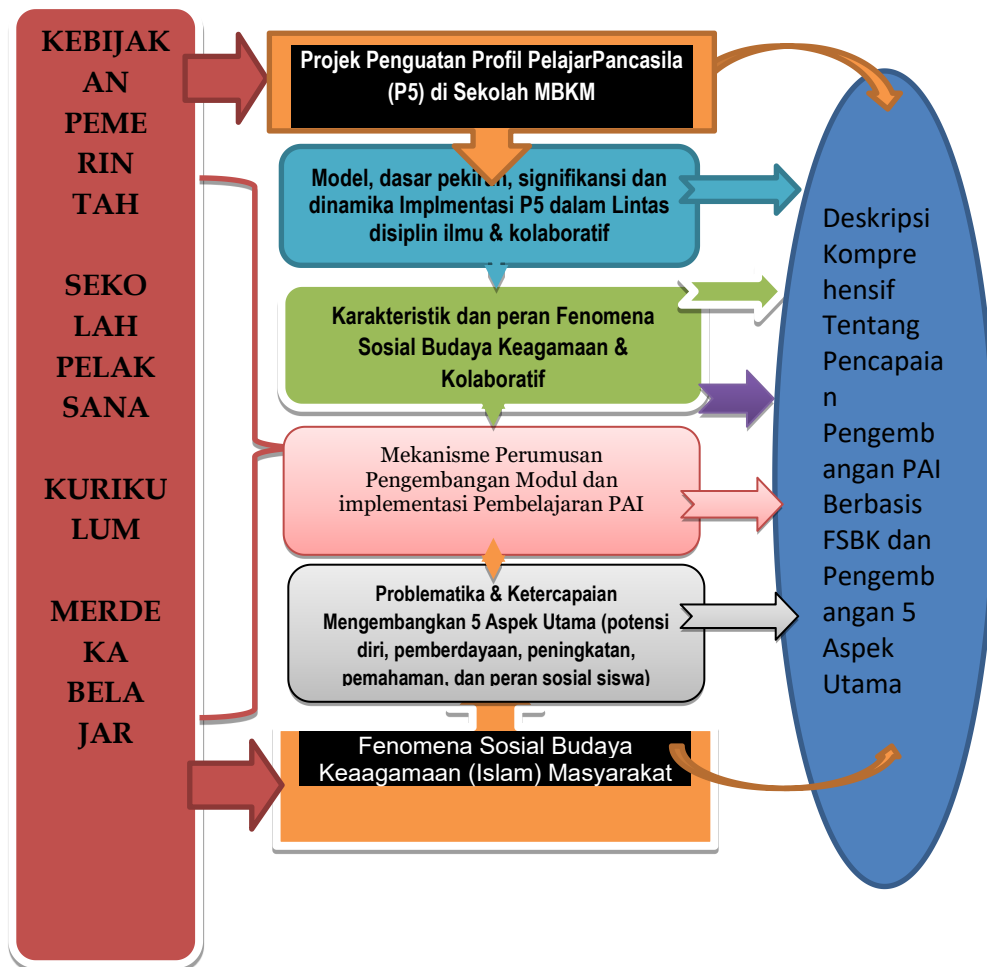 KEBIJAK
AN
PEME
RIN
TAH
SEKO
LAH
PELAK
SANA
KURIKU
LUM
MERDE
KA
BELA
JAR
Projek Penguatan Profil PelajarPancasila
(P5) di Sekolah MBKM
Model, dasar pekiran, signifikansi dan
dinamika Implmentasi P5 dalam Lintas
disiplin ilmu & kolaboratif
Karakteristik dan peran Fenomena
Sosial Budaya Keagamaan &
Kolaboratif
Mekanisme Perumusan
Pengembangan Modul dan
implementasi Pembelajaran PAI
Problematika & Ketercapaian
Mengembangkan 5 Aspek Utama (potensi
diri, pemberdayaan, peningkatan,
pemahaman, dan peran sosial siswa)
Fenomena Sosial Budaya
Keaagamaan (Islam) Masyarakat
Deskripsi
Kompre
hensif
Tentang
Pencapaia
n
Pengemb
angan PAI
Berbasis
FSBK dan
Pengemb
angan 5
Aspek
Utama